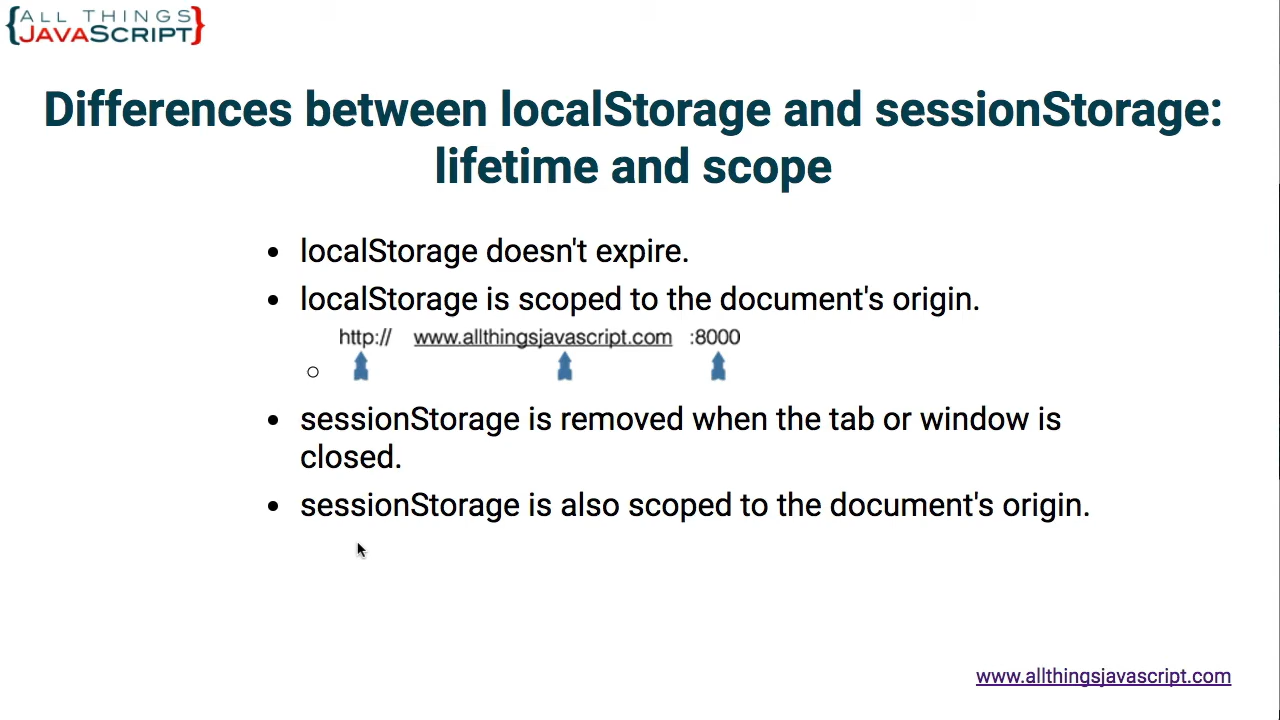 {ALL THINGS
JAVASCRIPT}
Differences between localStorage and sessionStorage:
lifetime and scope
• localStorage doesn't expire.
• localStorage is scoped to the document's origin.
http:// www.allthingsjavascript.com :8000
• sessionStorage is removed when the tab or window is
closed.
• sessionStorage is also scoped to the document's origin.
www.allthingsjavascript.com